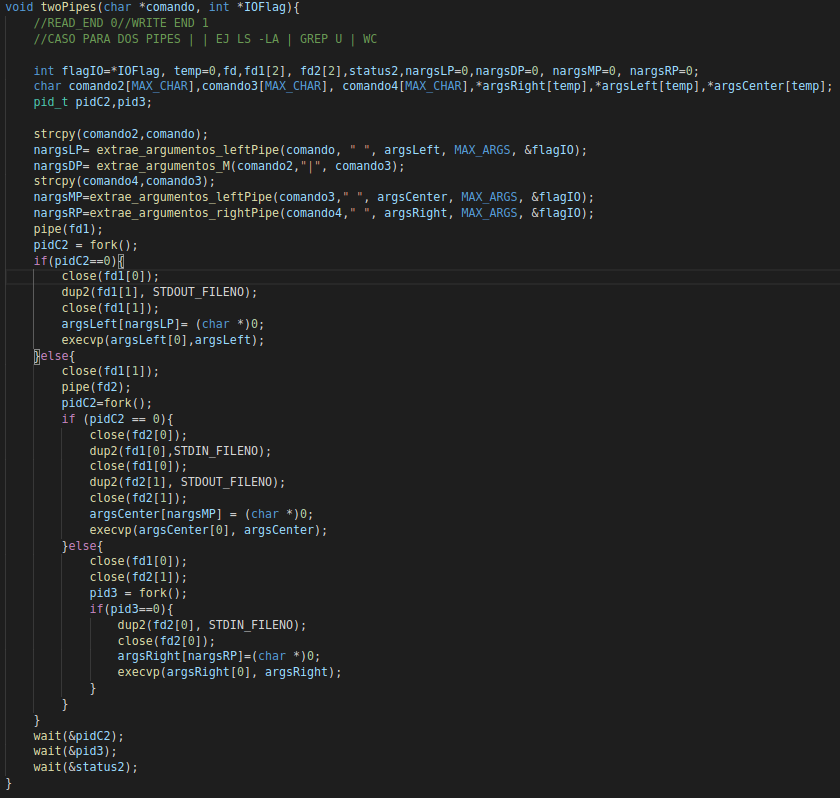 void twoPipes(char *comando, int *IOFlag){
    //READ_END 0//WRITE END 1
    //CASO PARA DOS PIPES | | EJ LS -LA | GREP U | WC

    int flagIO=*IOFlag, temp=0,fd,fd1[2], fd2[2],status2,nargsLP=0,nargsDP=0, nargsMP=0, nargsRP=0;
    char comando2[MAX_CHAR],comando3[MAX_CHAR], comando4[MAX_CHAR],*argsRight[temp],*argsLeft[temp],*argsCenter[temp];
    pid_t pidC2,pid3;

    strcpy(comando2,comando);
    nargsLP= extrae_argumentos_leftPipe(comando, " ", argsLeft, MAX_ARGS, &flagIO);
    nargsDP= extrae_argumentos_M(comando2,"|", comando3);
    strcpy(comando4,comando3);
    nargsMP=extrae_argumentos_leftPipe(comando3," ", argsCenter, MAX_ARGS, &flagIO);
    nargsRP=extrae_argumentos_rightPipe(comando4," ", argsRight, MAX_ARGS, &flagIO);
    pipe(fd1);
    pidC2 = fork();
    if(pidC2==0){
        close(fd1[0]);
        dup2(fd1[1], STDOUT_FILENO);
        close(fd1[1]);
        argsLeft[nargsLP]= (char *)0;
        execvp(argsLeft[0],argsLeft);
    }else{
        close(fd1[1]);
        pipe(fd2);
        pidC2=fork();
        if (pidC2 == 0){
            close(fd2[0]);
            dup2(fd1[0],STDIN_FILENO);
            close(fd1[0]);
            dup2(fd2[1], STDOUT_FILENO);
            close(fd2[1]);
            argsCenter[nargsMP] = (char *)0;
            execvp(argsCenter[0], argsCenter);
        }else{
            close(fd1[0]);
            close(fd2[1]);
            pid3 = fork();
            if(pid3==0){
                dup2(fd2[0], STDIN_FILENO);
                close(fd2[0]);
                argsRight[nargsRP]=(char *)0;
                execvp(argsRight[0], argsRight);
            }
        }
    }
    wait(&pidC2);
    wait(&pid3);
    wait(&status2);
}